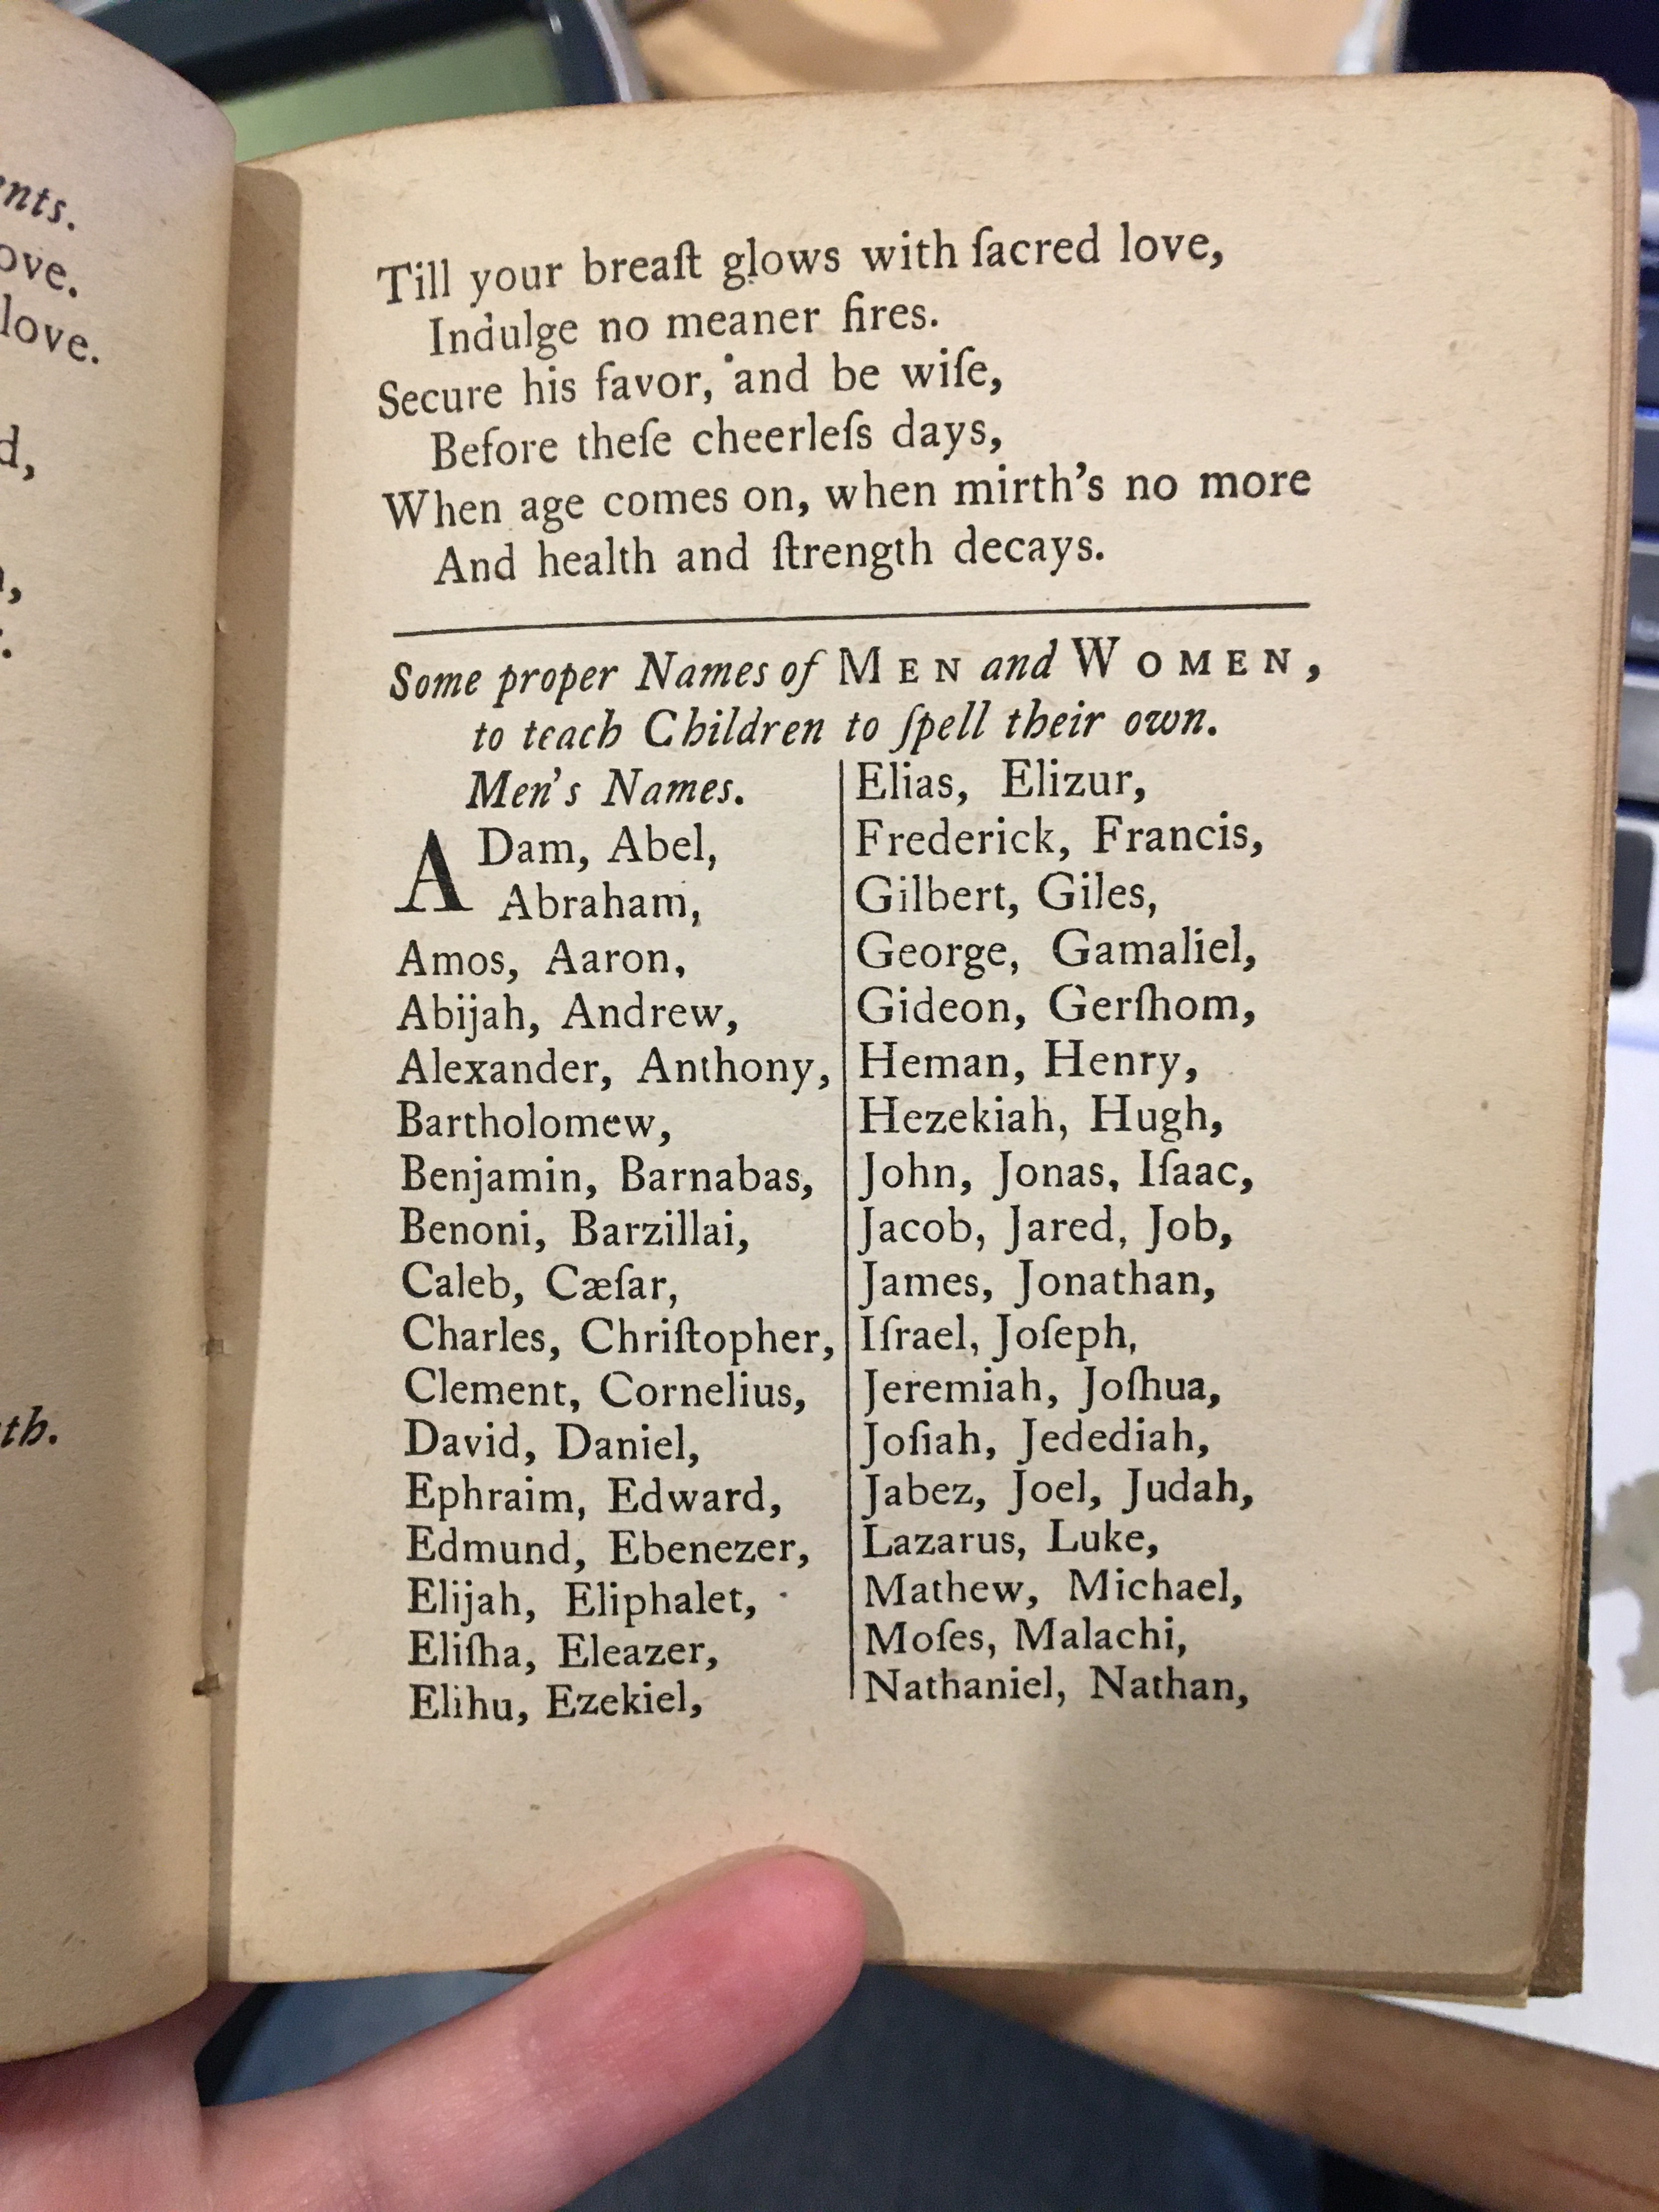 nts.
ove.
love.
d,
th.
Till your breaſt glows with ſacred love,
Indulge no meaner fires.
Secure his favor, and be wiſe,
Before theſe cheerleſs days,
When age comes on, when mirth's no more
And health and ſtrength decays.
Some proper Names of MEN and WOMEN,
to teach Children to ſpell their own.
Men's Names.
ADam, Abel,
Abraham,
Amos, Aaron,
Abijah, Andrew,
Alexander, Anthony,
Bartholomew,
Benjamin, Barnabas,
Benoni, Barzillai,
Caleb, Cæſar,
Charles, Chriſtopher,
Clement, Cornelius,
David, Daniel,
Ephraim, Edward,
Edmund, Ebenezer,
Elijah, Eliphalet,
Eliſha, Eleazer,
Elihu, Ezekiel,
Elias, Elizur,
Frederick, Francis,
Gilbert, Giles,
George, Gamaliel,
Gideon, Gerſhom,
Heman, Henry,
Hezekiah, Hugh,
John, Jonas, Iſaac,
Jacob, Jared, Job,
James, Jonathan,
Iſrael, Joſeph,
Jeremiah, Joſhua,
Joſiah, Jedediah,
Jabez, Joel, Judah,
Lazarus, Luke,
Mathew, Michael,
Moſes, Malachi,
Nathaniel, Nathan,